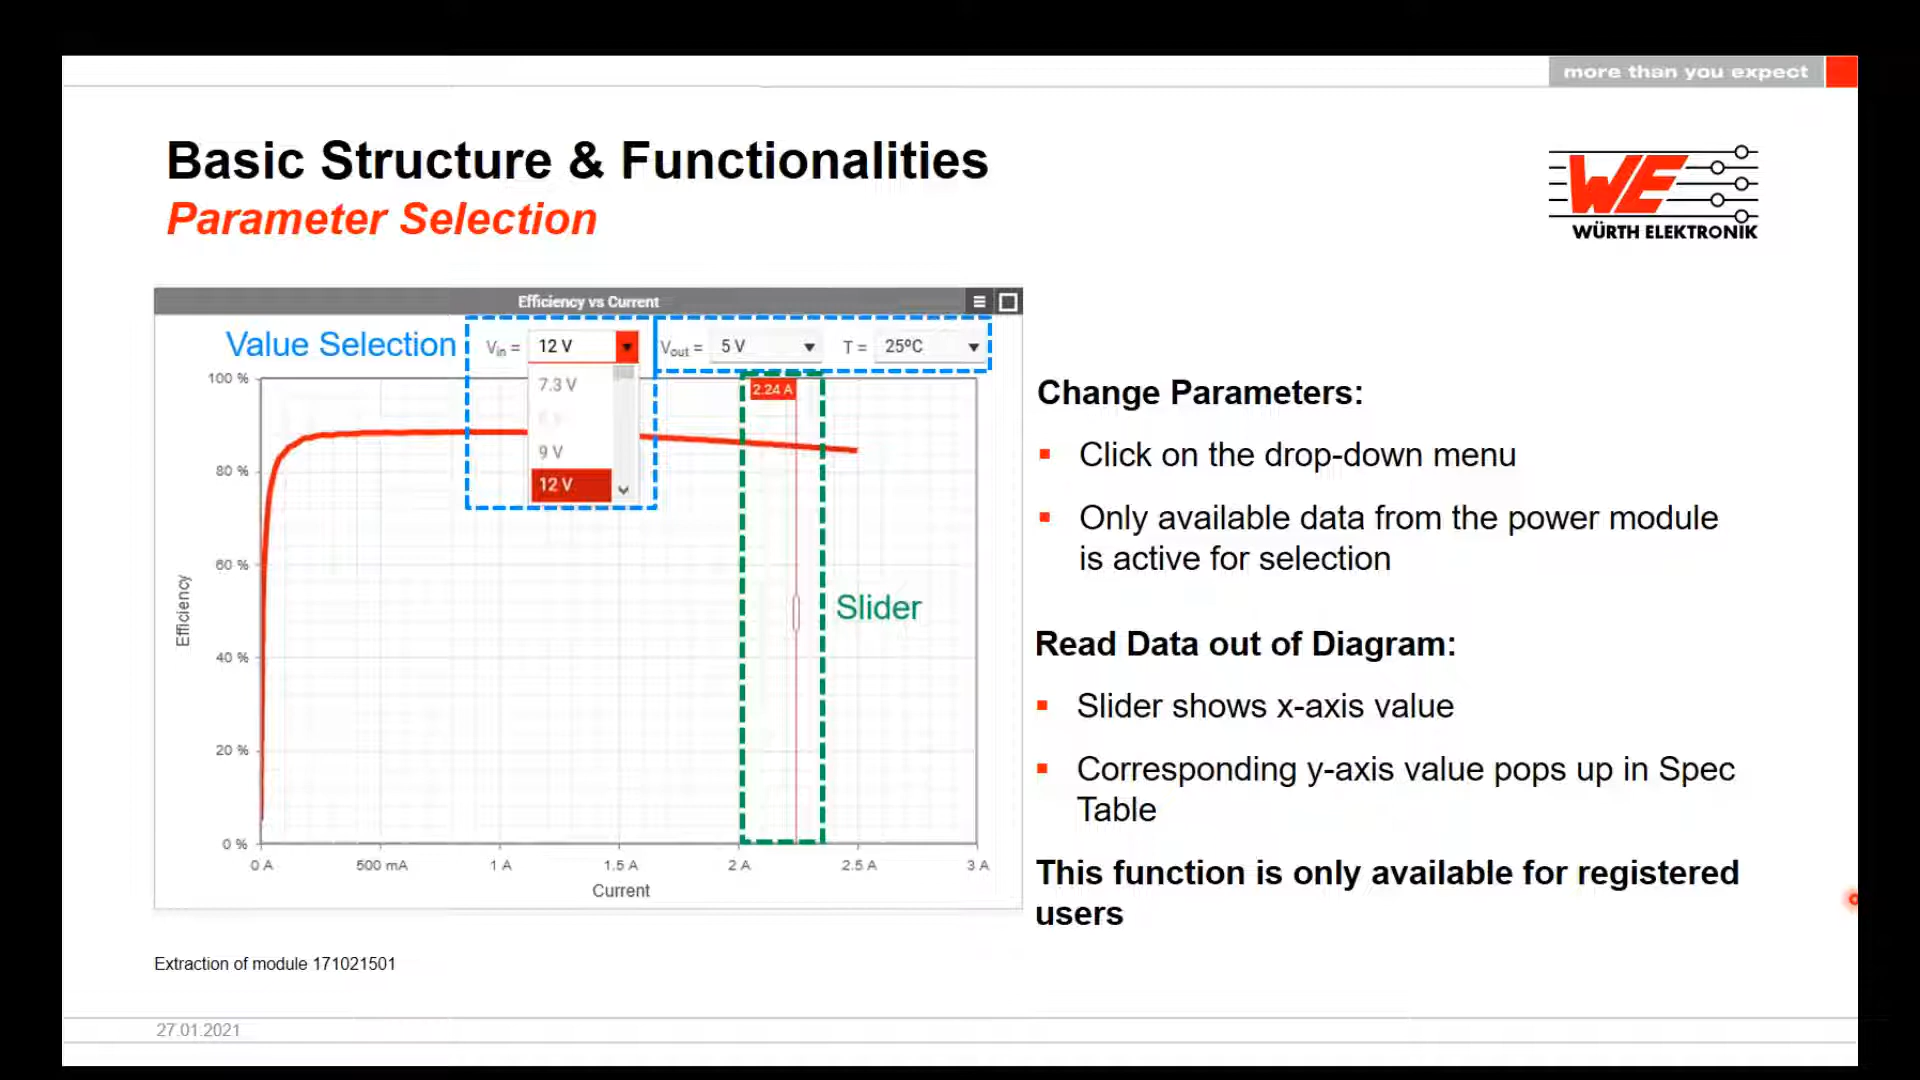 more than you expect
Basic Structure & Functionalities
Parameter Selection
WE
WÜRTH ELEKTRONIK
Efficiency vs Current
Value Selection
Vin = 12 V
Vout = 5 V
T = 25ºC
7.3 V
9 V
12 V
2.24 A
100 %
80 %
60 %
40 %
20 %
0 %
Efficiency
Slider
0 A 500 mA 1 A 1.5 A 2 A 2.5 A 3 A
Current
Change Parameters:
Click on the drop-down menu
Only available data from the power module
is active for selection
Read Data out of Diagram:
Slider shows x-axis value
Corresponding y-axis value pops up in Spec
Table
This function is only available for registered
users
Extraction of module 171021501
27.01.2021